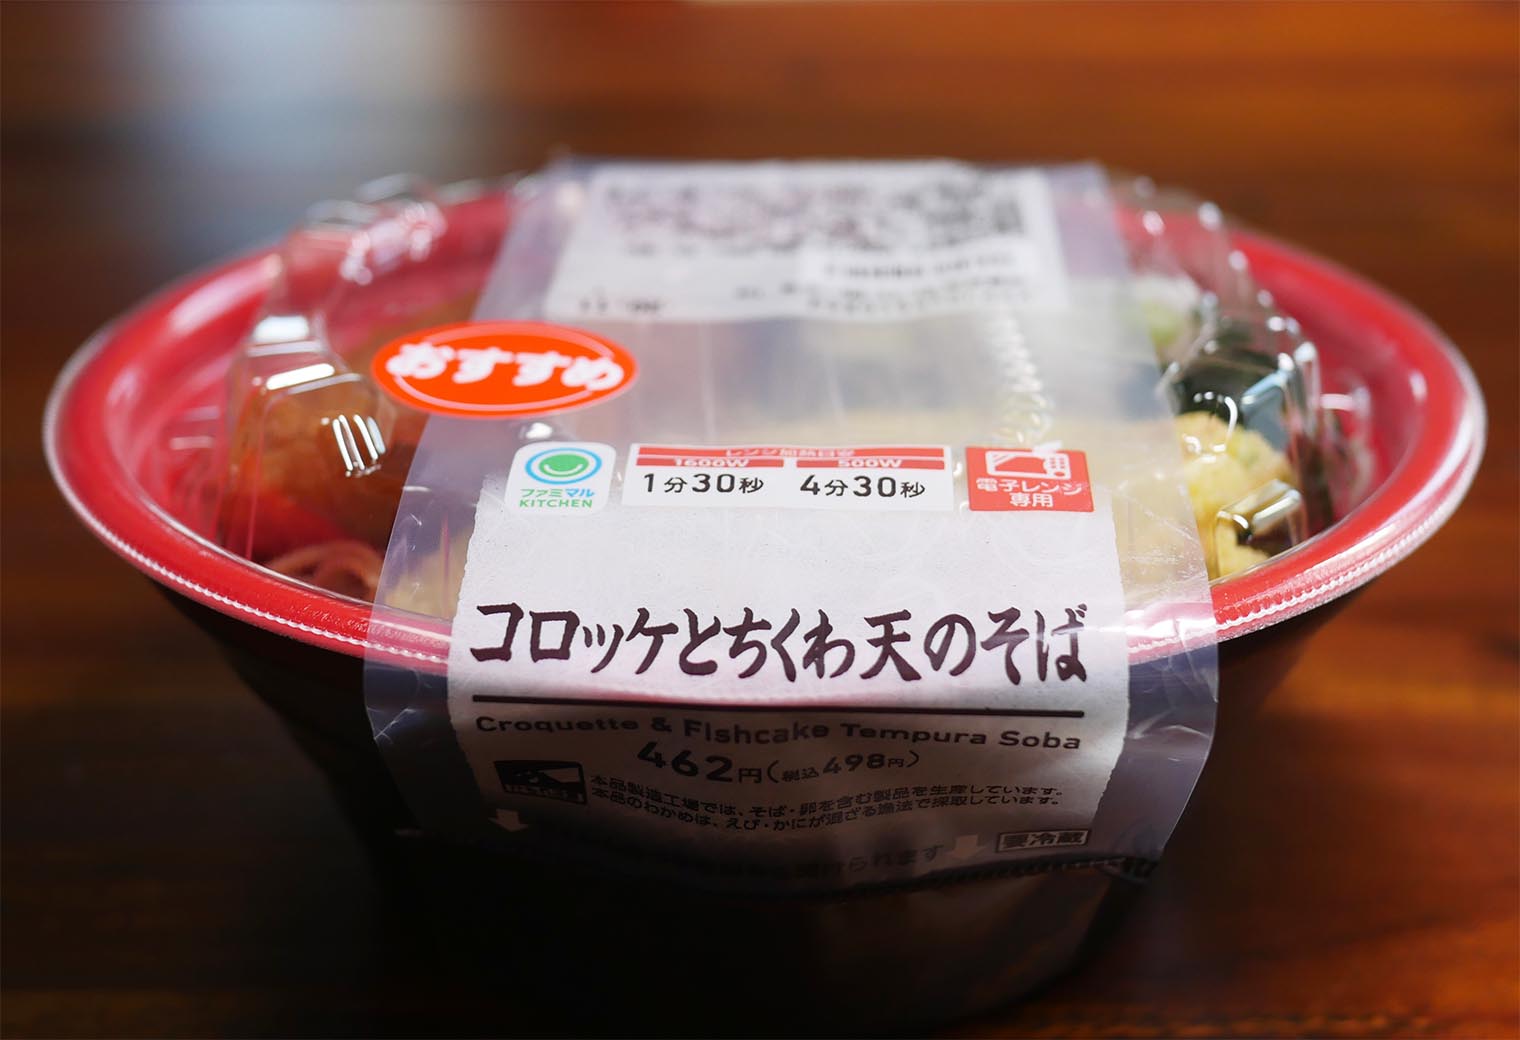 おすすめ
ファミマル
KITCHEN
レンジ加熱目安
1600W 500W
1分30秒 4分30秒
電子レンジ
専用
コロッケとちくわ天のそば
Croquette & Fishcake Tempura Soba
462円(税込498円)
本品製造工場では、そば・卵を含む製品を生産しています。
本品のわかめは、えび・かにが混ざる漁法で採取しています。
要冷蔵